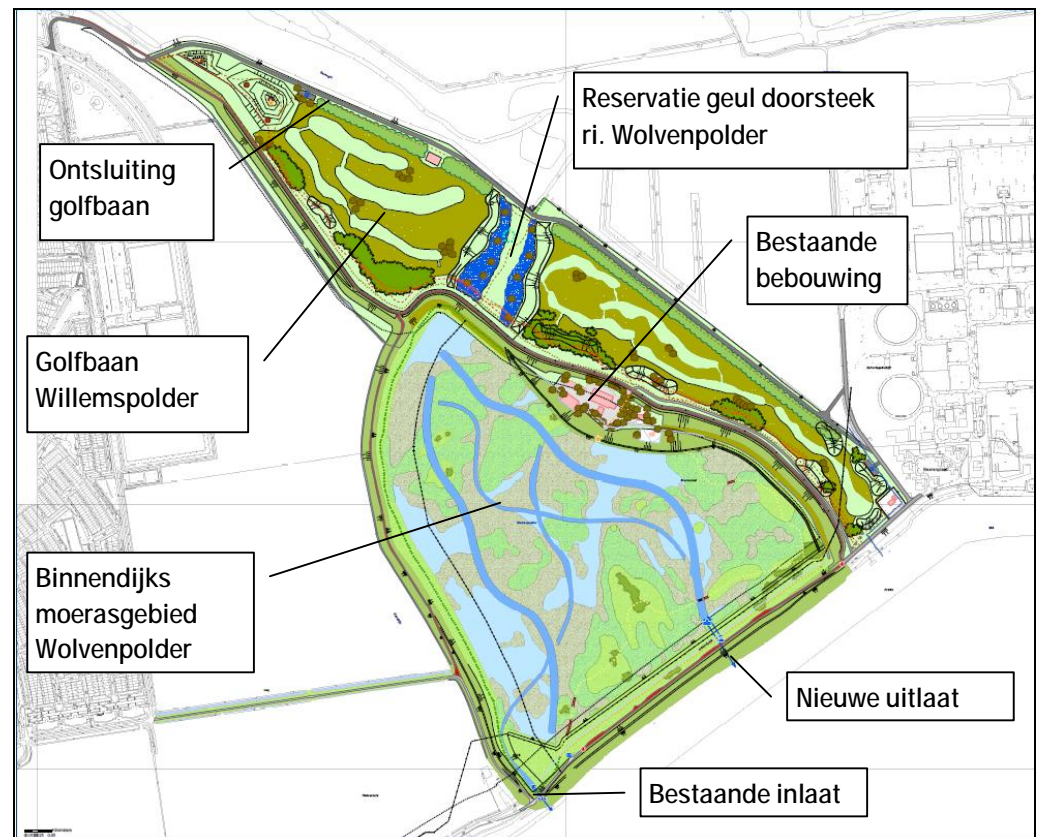 Reservatie geul doorsteek
ri. Wolvenpolder
Ontsluiting
golfbaan
Bestaande
bebouwing
Golfbaan
Willemspolder
Binnendijks
moerasgebied
Wolvenpolder
Nieuwe uitlaat
Bestaande inlaat